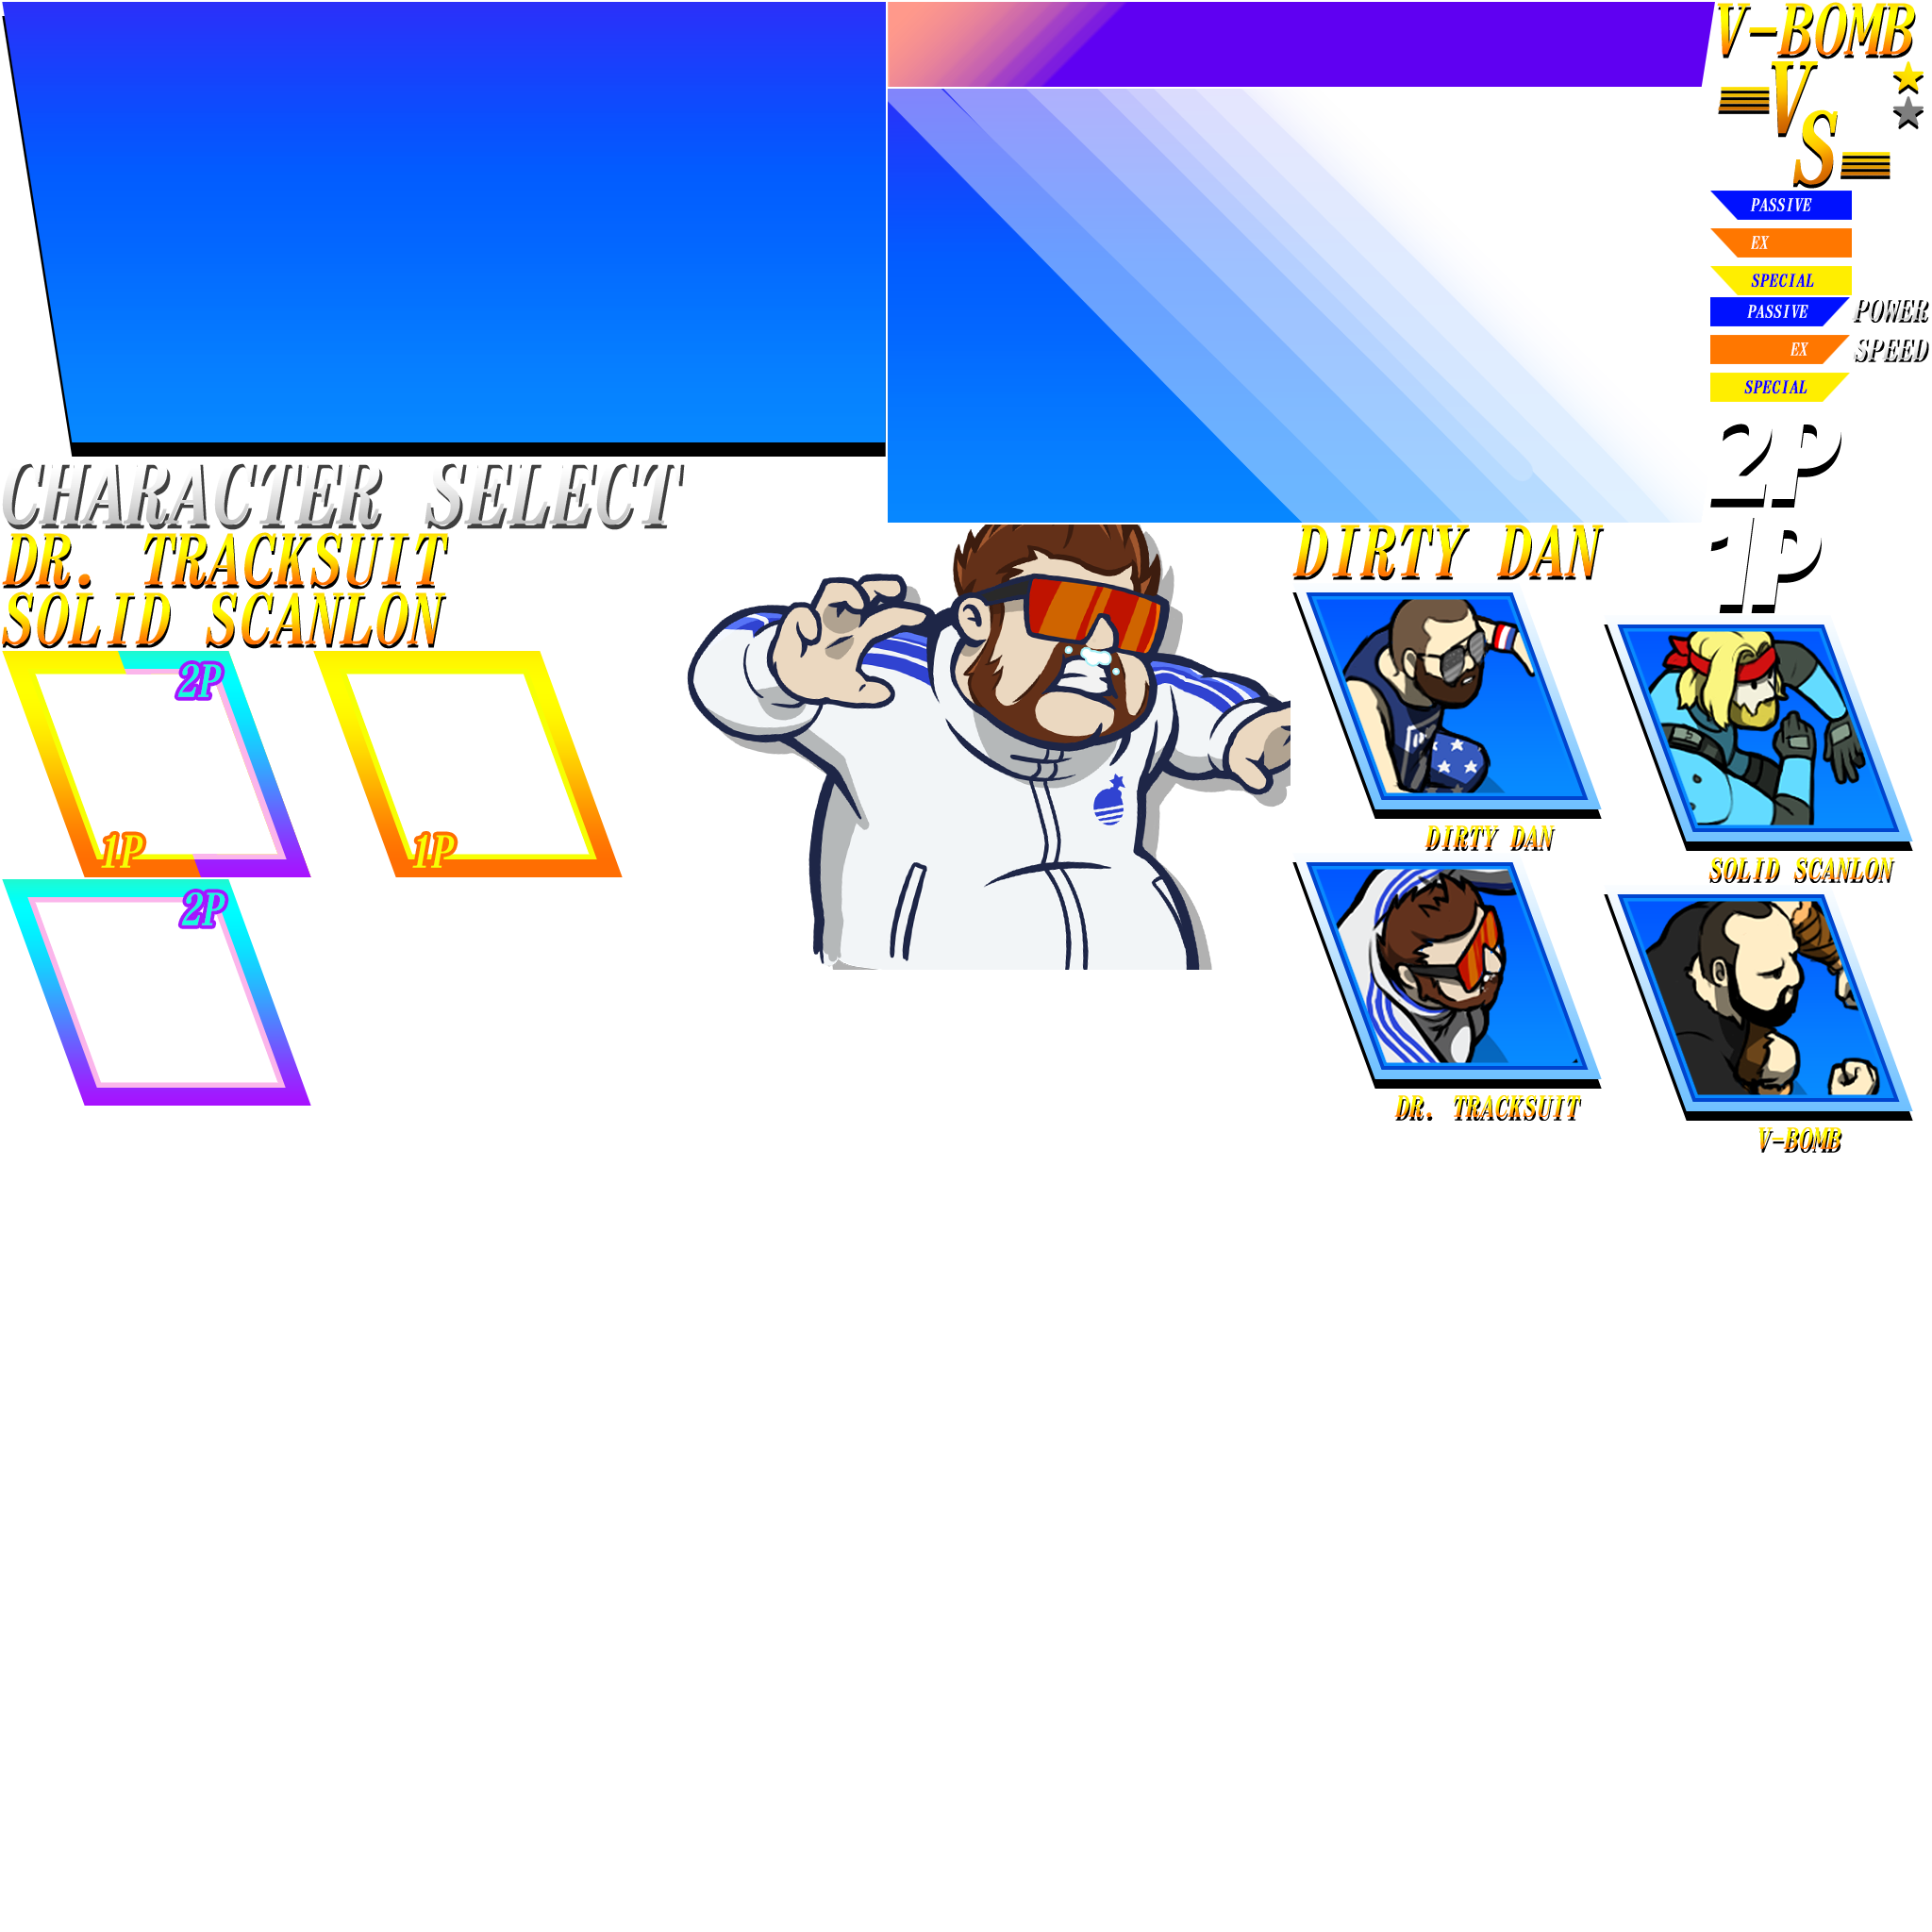 V-BOMB
VS
PASSIVE
EX
SPECIAL
PASSIVE
POWER
EX
SPEED
SPECIAL
2P
1P
CHARACTER SELECT
DR. TRACKSUIT
SOLID SCANLON
DIRTY DAN
2P
1P
1P
2P
DIRTY DAN
SOLID SCANLON
DR. TRACKSUIT
V-BOMB